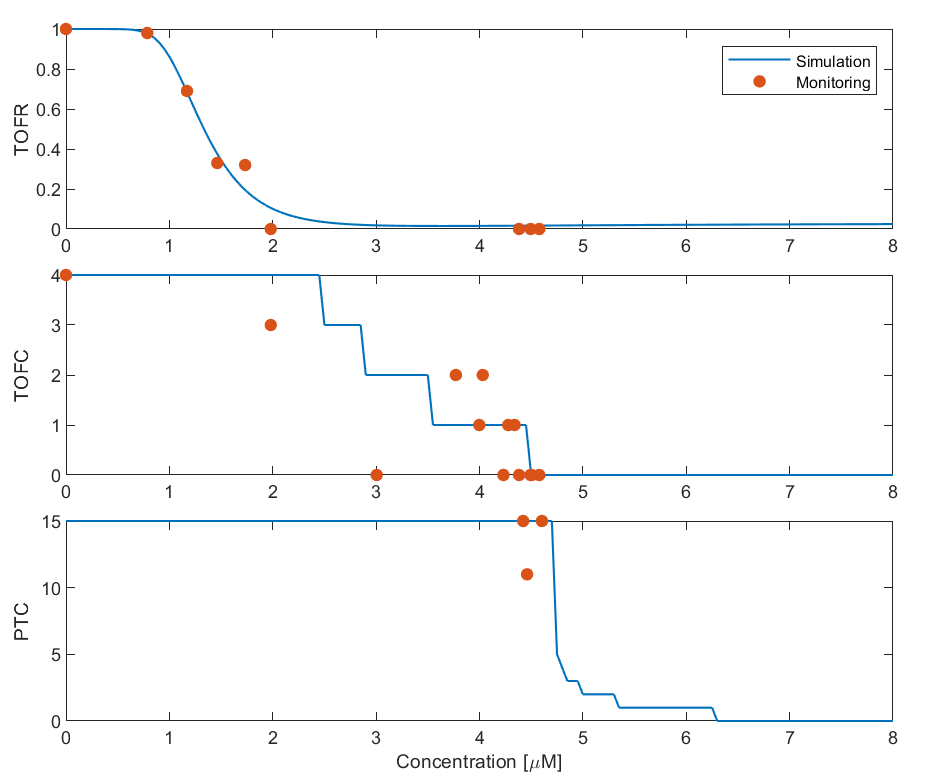 1
0.8
0.6
0.4
0.2
0
TOFR
Simulation
Monitoring
0 1 2 3 4 5 6 7 8
4
3
2
1
0
TOFC
0 1 2 3 4 5 6 7 8
15
10
5
0
PTC
0 1 2 3 4 5 6 7 8
Concentration [μM]